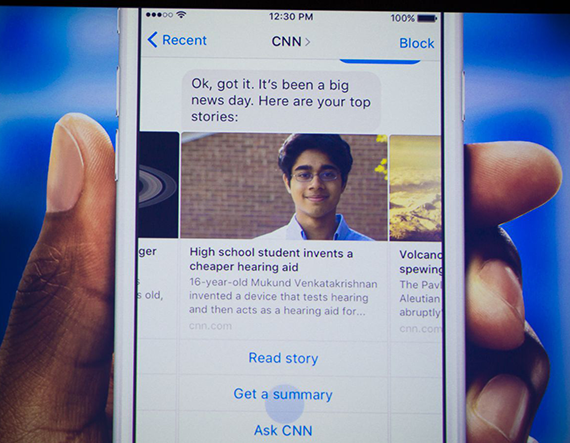 12:30 PM 100%
Recent CNN Block
Ok, got it. It's been a big
news day. Here are your top
stories:
ger
s old,
High school student invents a
cheaper hearing aid
16-year-old Mukund Venkatakrishnan
invented a device that tests hearing
and then acts as a hearing aid for...
cnn.com
Volcano
spewing
The Pavl
Aleutian
abruptly
cnn.com
Read story
Get a summary
Ask CNN